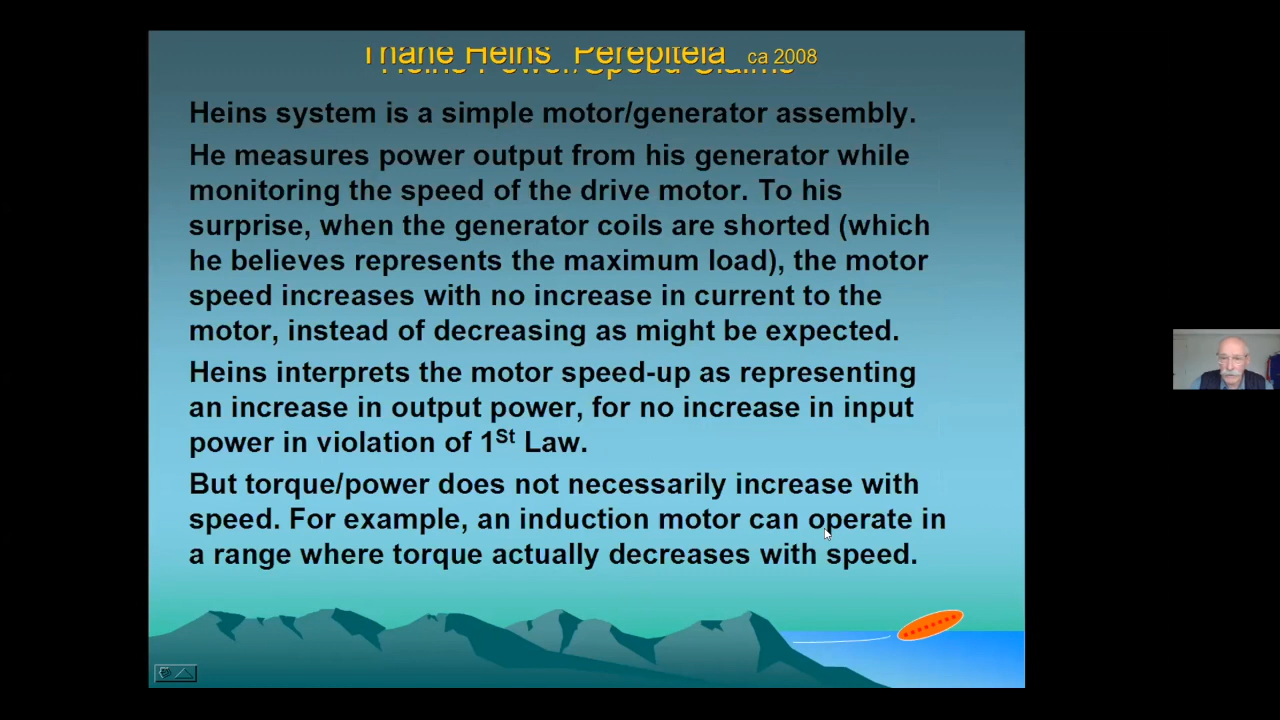 Thane Heins "Perepiteia" ca 2008
Heins Power/Speed Claims
Heins system is a simple motor/generator assembly.
He measures power output from his generator while
monitoring the speed of the drive motor. To his
surprise, when the generator coils are shorted (which
he believes represents the maximum load), the motor
speed increases with no increase in current to the
motor, instead of decreasing as might be expected.
Heins interprets the motor speed-up as representing
an increase in output power, for no increase in input
power in violation of 1St Law.
But torque/power does not necessarily increase with
speed. For example, an induction motor can operate in
a range where torque actually decreases with speed.